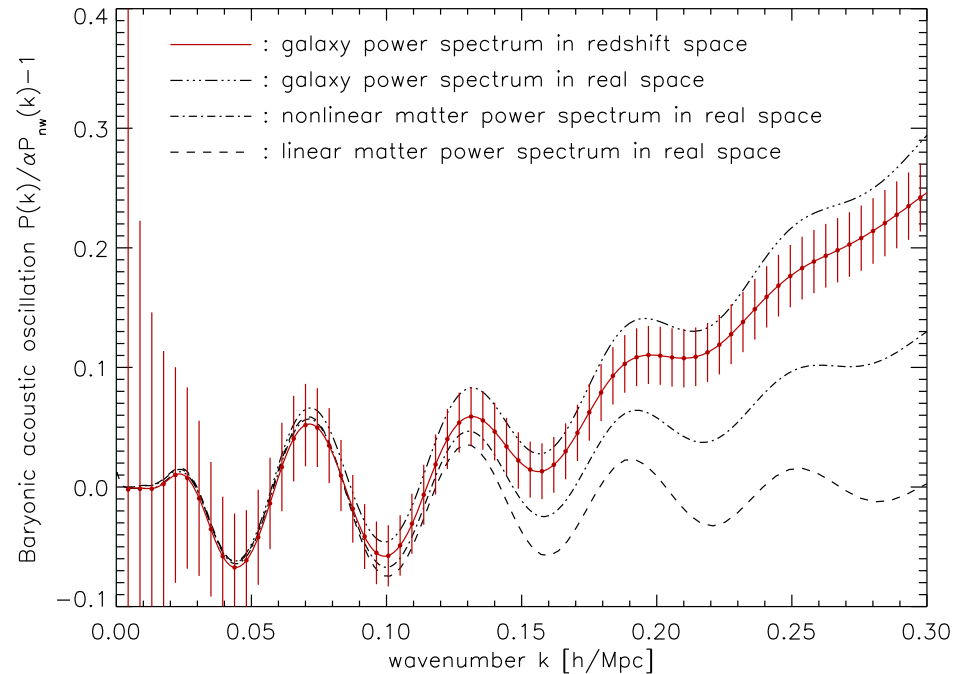 0.4
: galaxy power spectrum in redshift space
: galaxy power spectrum in real space
: nonlinear matter power spectrum in real space
: linear matter power spectrum in real space
0.3
0.2
0.1
0.0
−0.1
Baryonic acoustic oscillation P(k)/αPnw(k)−1
0.00 0.05 0.10 0.15 0.20 0.25 0.30
wavenumber k [h/Mpc]